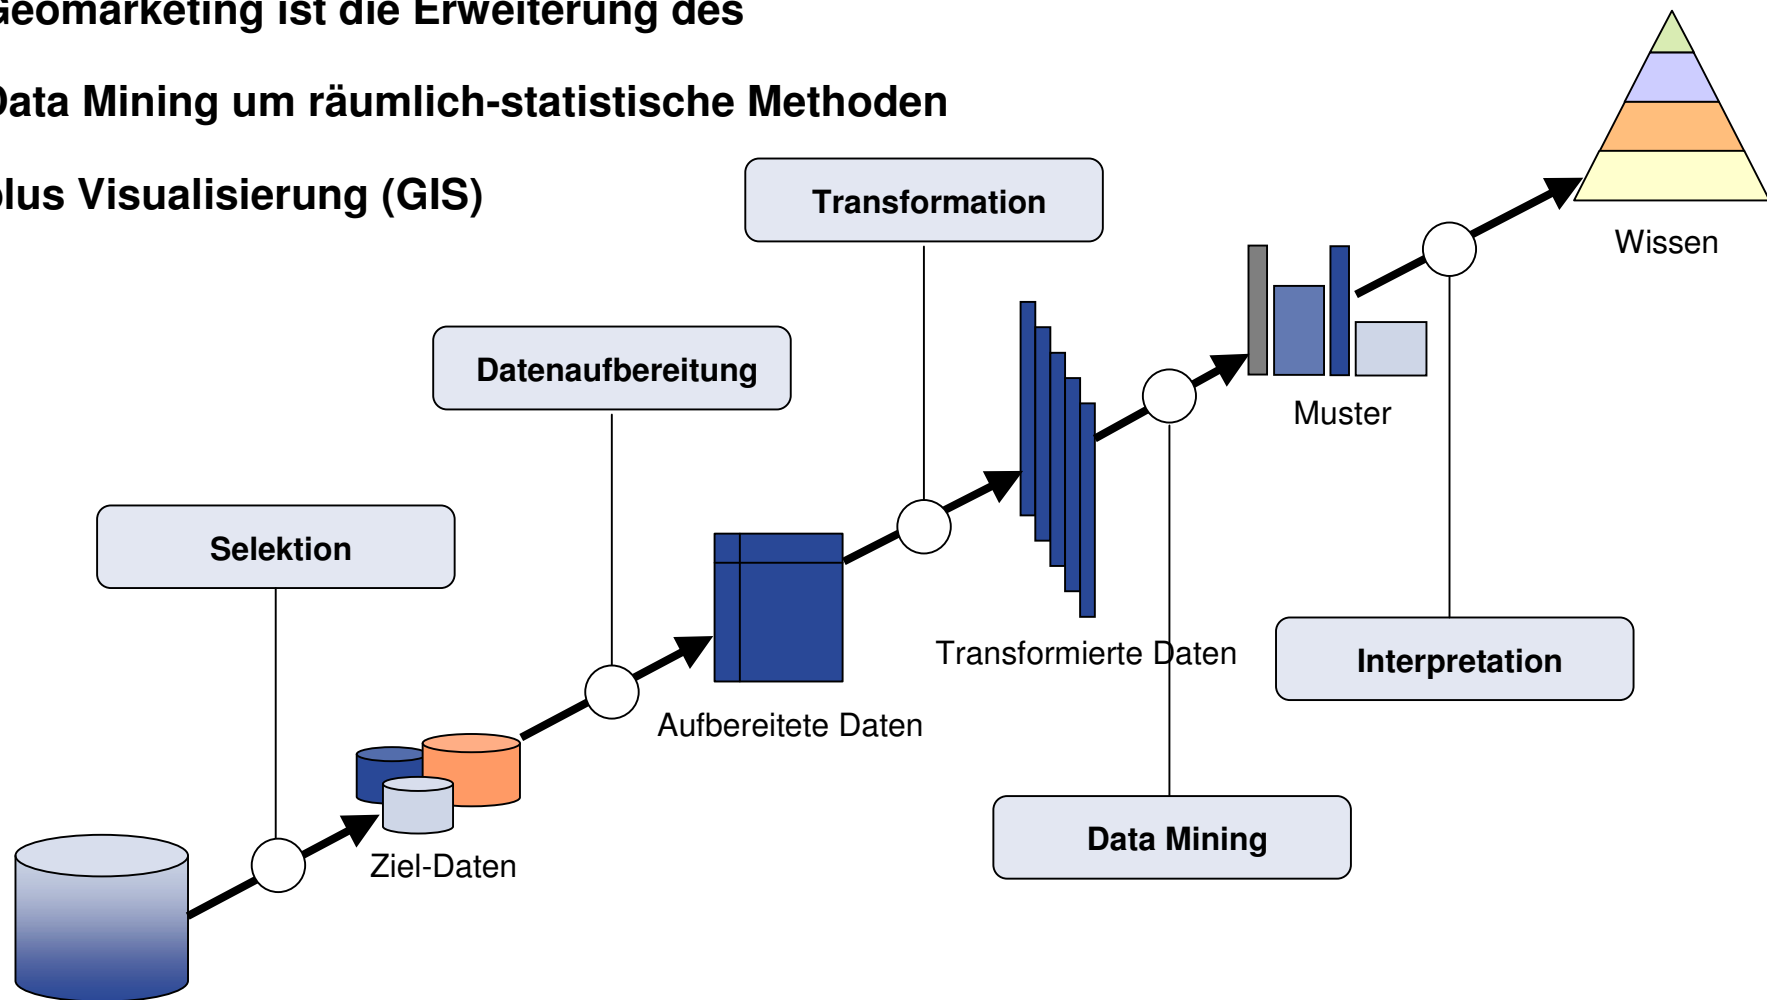 Geomarketing ist die Erweiterung des
Data Mining um räumlich-statistische Methoden
plus Visualisierung (GIS)
Transformation
Wissen
Datenaufbereitung
Muster
Selektion
Transformierte Daten
Interpretation
Aufbereitete Daten
Data Mining
Ziel-Daten